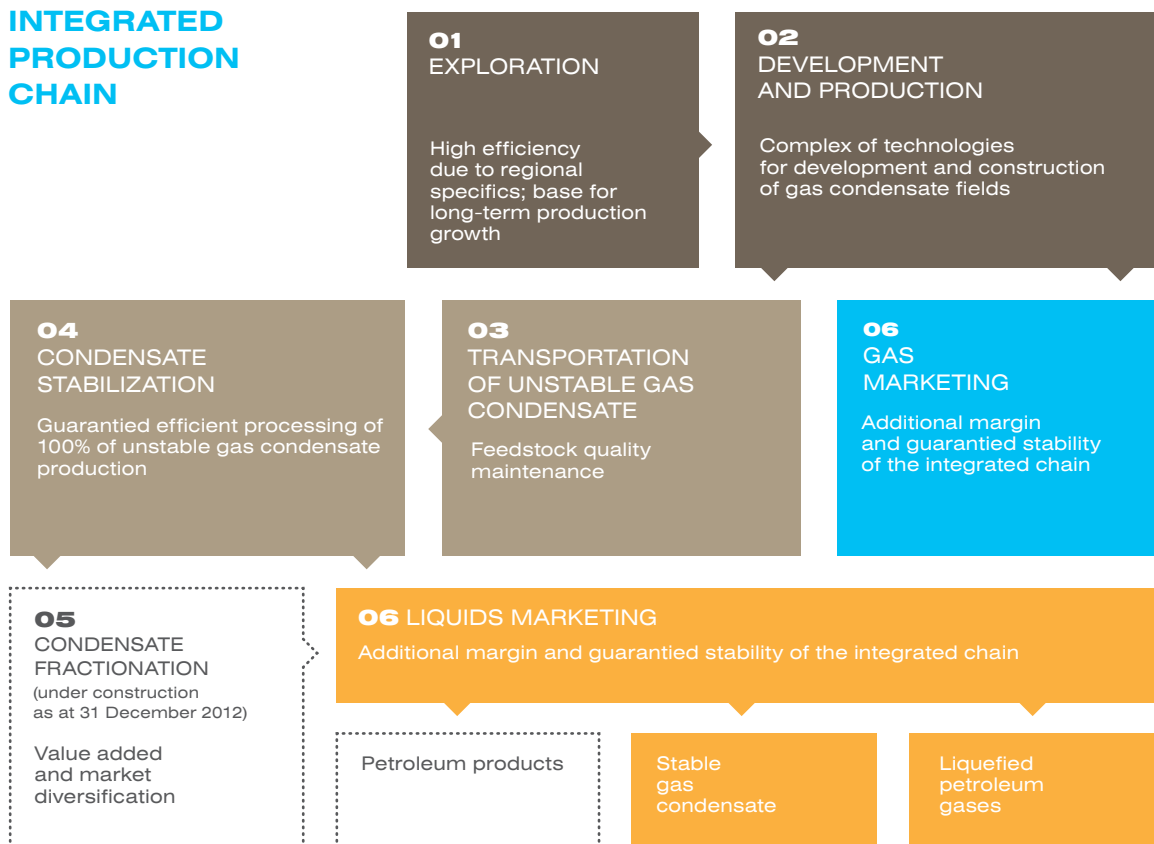 INTEGRATED
PRODUCTION
CHAIN
01
EXPLORATION
High efficiency
due to regional
specifics; base for
long-term production
growth
02
DEVELOPMENT
AND PRODUCTION
Complex of technologies
for development and construction
of gas condensate fields
04
CONDENSATE
STABILIZATION
Guarantied efficient processing of
100% of unstable gas condensate
production
03
TRANSPORTATION
OF UNSTABLE GAS
CONDENSATE
Feedstock quality
maintenance
06
GAS
MARKETING
Additional margin
and guarantied stability
of the integrated chain
05
CONDENSATE
FRACTIONATION
(under construction
as at 31 December 2012)
Value added
and market
diversification
06 LIQUIDS MARKETING
Additional margin and guarantied stability of the integrated chain
Petroleum products
Stable
gas
condensate
Liquefied
petroleum
gases